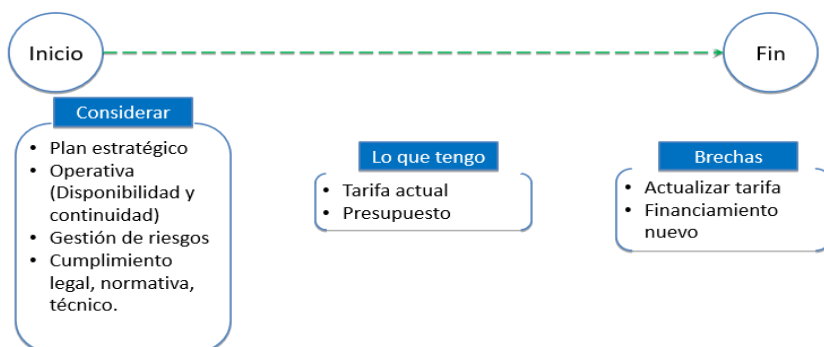 Inicio
Fin
Considerar
• Plan estratégico
• Operativa
(Disponibilidad y
continuidad)
• Gestión de riesgos
• Cumplimiento
legal, normativa,
técnico.
Lo que tengo
• Tarifa actual
• Presupuesto
Brechas
• Actualizar tarifa
• Financiamiento
nuevo